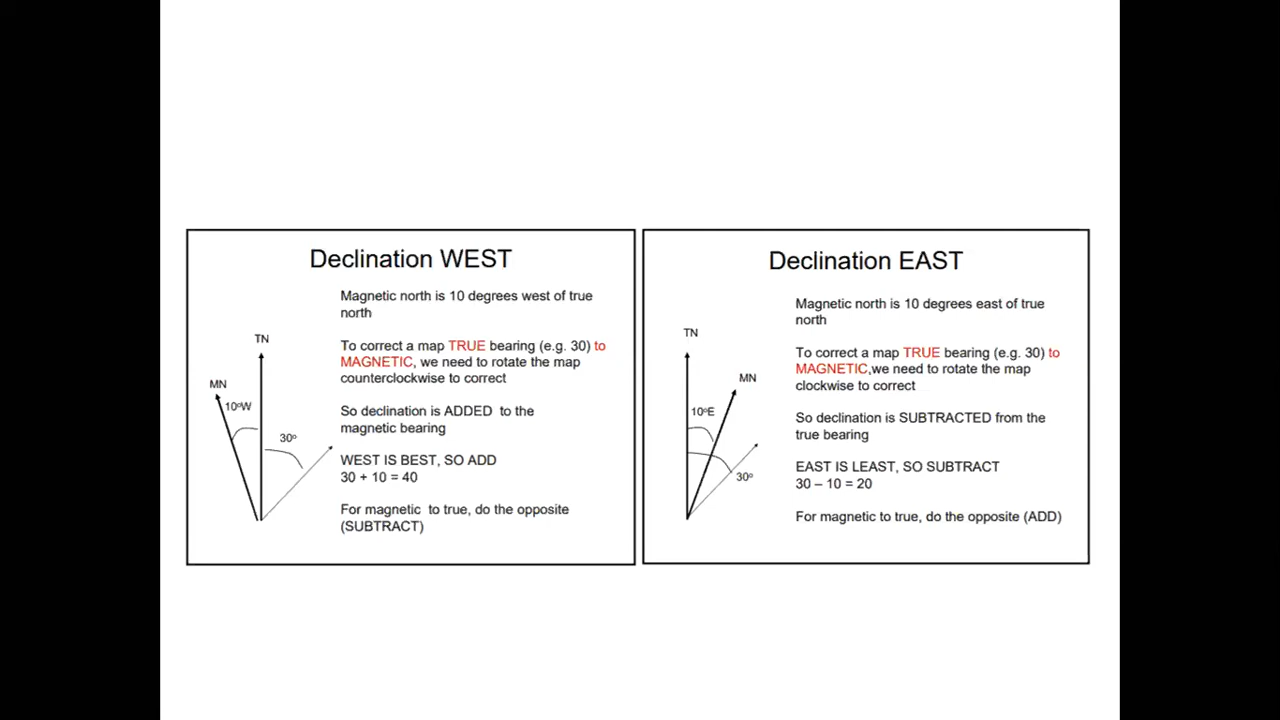 Declination WEST
Magnetic north is 10 degrees west of true
north
To correct a map TRUE bearing (e.g. 30) to
MAGNETIC, we need to rotate the map
counterclockwise to correct
So declination is ADDED to the
magnetic bearing
WEST IS BEST, SO ADD
30 + 10 = 40
For magnetic to true, do the opposite
(SUBTRACT)
TN
MN
10ºW
30º
Declination EAST
Magnetic north is 10 degrees east of true
north
To correct a map TRUE bearing (e.g. 30) to
MAGNETIC,we need to rotate the map
clockwise to correct
So declination is SUBTRACTED from the
true bearing
EAST IS LEAST, SO SUBTRACT
30 – 10 = 20
For magnetic to true, do the opposite (ADD)
TN
MN
10ºE
30º